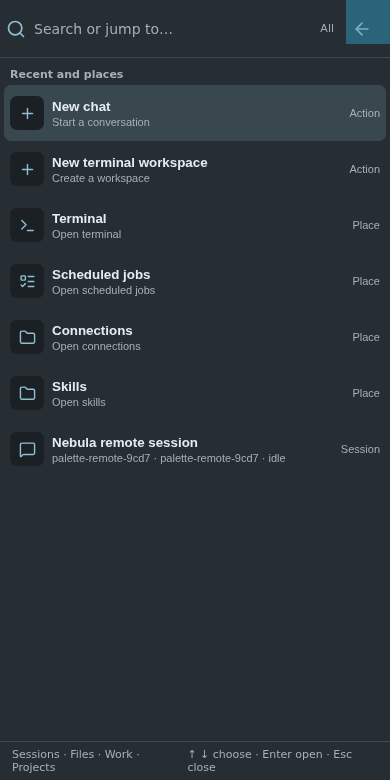 Search or jump to...
All
Recent and places
New chat
Start a conversation
Action
New terminal workspace
Create a workspace
Action
Terminal
Open terminal
Place
Scheduled jobs
Open scheduled jobs
Place
Connections
Open connections
Place
Skills
Open skills
Place
Nebula remote session
palette-remote-9cd7 · palette-remote-9cd7 · idle
Session
Sessions · Files · Work ·
Projects
↑ ↓ choose · Enter open · Esc
close